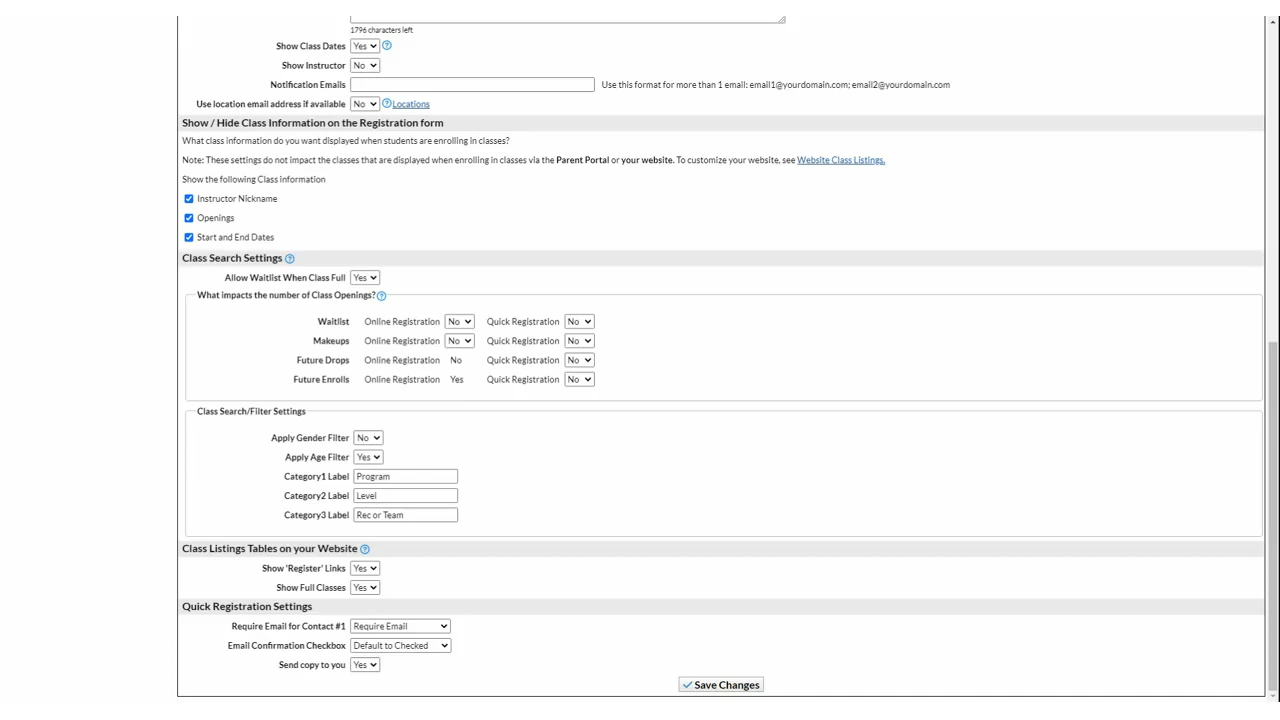 1796 characters left
Show Class Dates Yes
Show Instructor No
Notification Emails Use this format for more than 1 email: email1@yourdomain.com; email2@yourdomain.com
Use location email address if available No Locations
Show / Hide Class Information on the Registration form
What class information do you want displayed when students are enrolling in classes?
Note: These settings do not impact the classes that are displayed when enrolling in classes via the Parent Portal or your website. To customize your website, see Website Class Listings.
Show the following Class information
Instructor Nickname
Openings
Start and End Dates
Class Search Settings
Allow Waitlist When Class Full Yes
What impacts the number of Class Openings?
Waitlist Online Registration No Quick Registration No
Makeups Online Registration No Quick Registration No
Future Drops Online Registration No Quick Registration No
Future Enrolls Online Registration Yes Quick Registration No
Class Search/Filter Settings
Apply Gender Filter No
Apply Age Filter Yes
Category1 Label Program
Category2 Label Level
Category3 Label Rec or Team
Class Listings Tables on your Website
Show 'Register' Links Yes
Show Full Classes Yes
Quick Registration Settings
Require Email for Contact #1 Require Email
Email Confirmation Checkbox Default to Checked
Send copy to you Yes
Save Changes